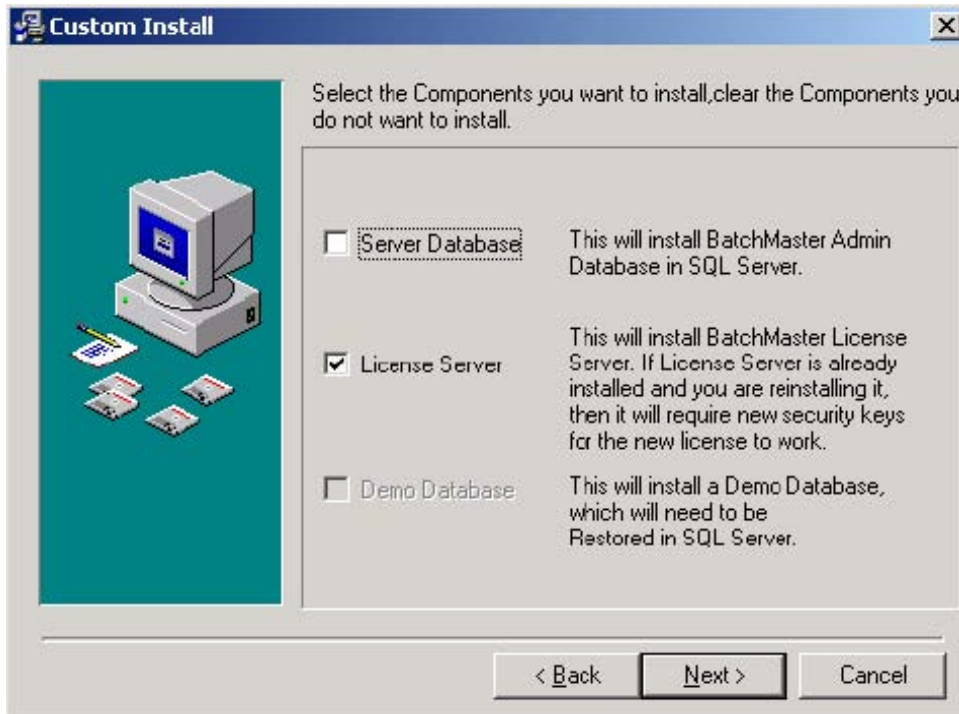 Custom Install
Select the Components you want to install,clear the Components you
do not want to install.
Server Database
This will install BatchMaster Admin
Database in SQL Server.
License Server
This will install BatchMaster License
Server. If License Server is already
installed and you are reinstalling it,
then it will require new security keys
for the new license to work.
Demo Database
This will install a Demo Database,
which will need to be
Restored in SQL Server.
< Back
Next >
Cancel